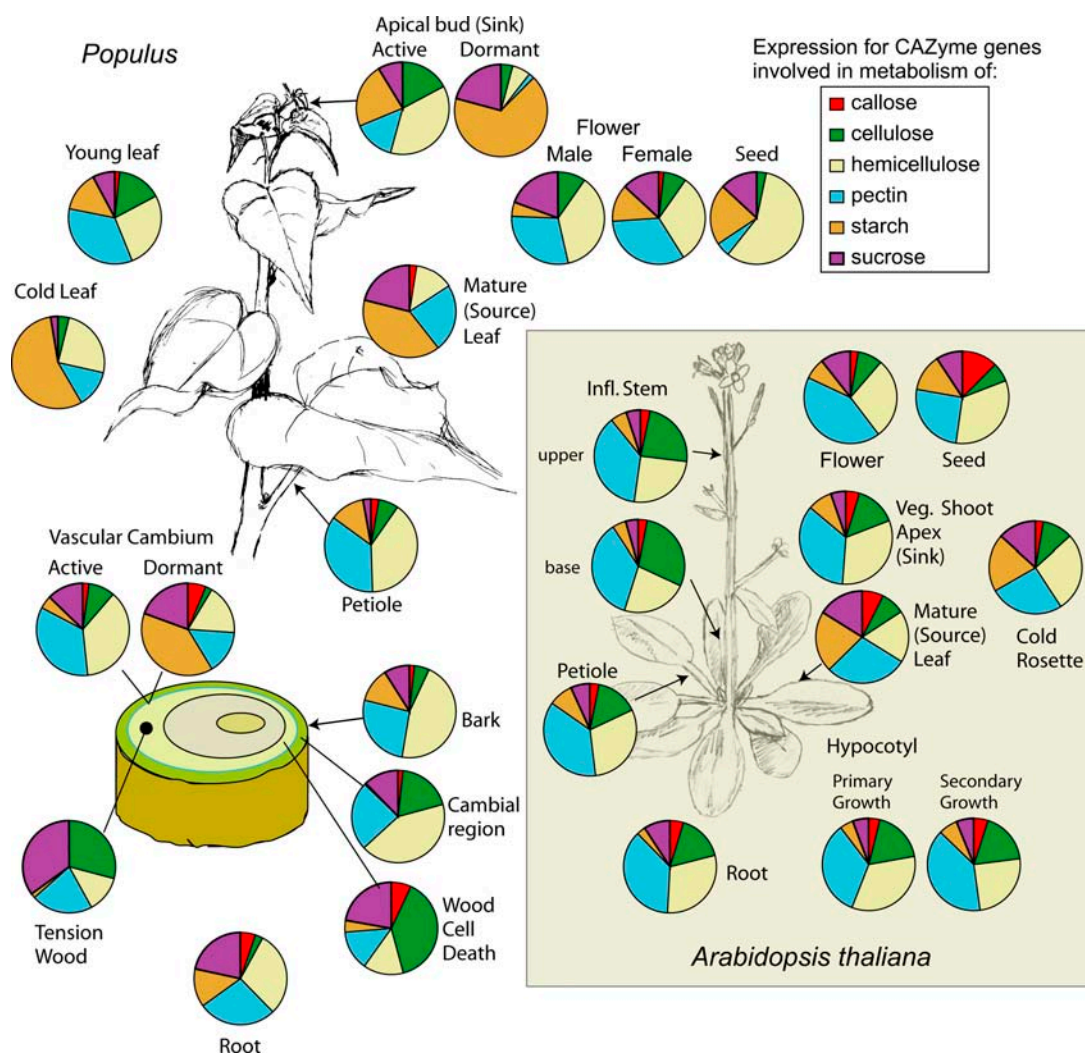 Populus
Apical bud (Sink)
Active
Dormant
Expression for CAZyme genes
involved in metabolism of:
callose
cellulose
hemicellulose
pectin
starch
sucrose
Young leaf
Flower
Male
Female
Seed
Cold Leaf
Mature
(Source)
Leaf
Petiole
Vascular Cambium
Active
Dormant
Bark
Cambial
region
Wood
Cell
Death
Tension
Wood
Root
Infl. Stem
upper
base
Flower
Seed
Veg. Shoot
Apex
(Sink)
Cold
Rosette
Mature
(Source)
Leaf
Petiole
Hypocotyl
Primary
Growth
Secondary
Growth
Root
Arabidopsis thaliana